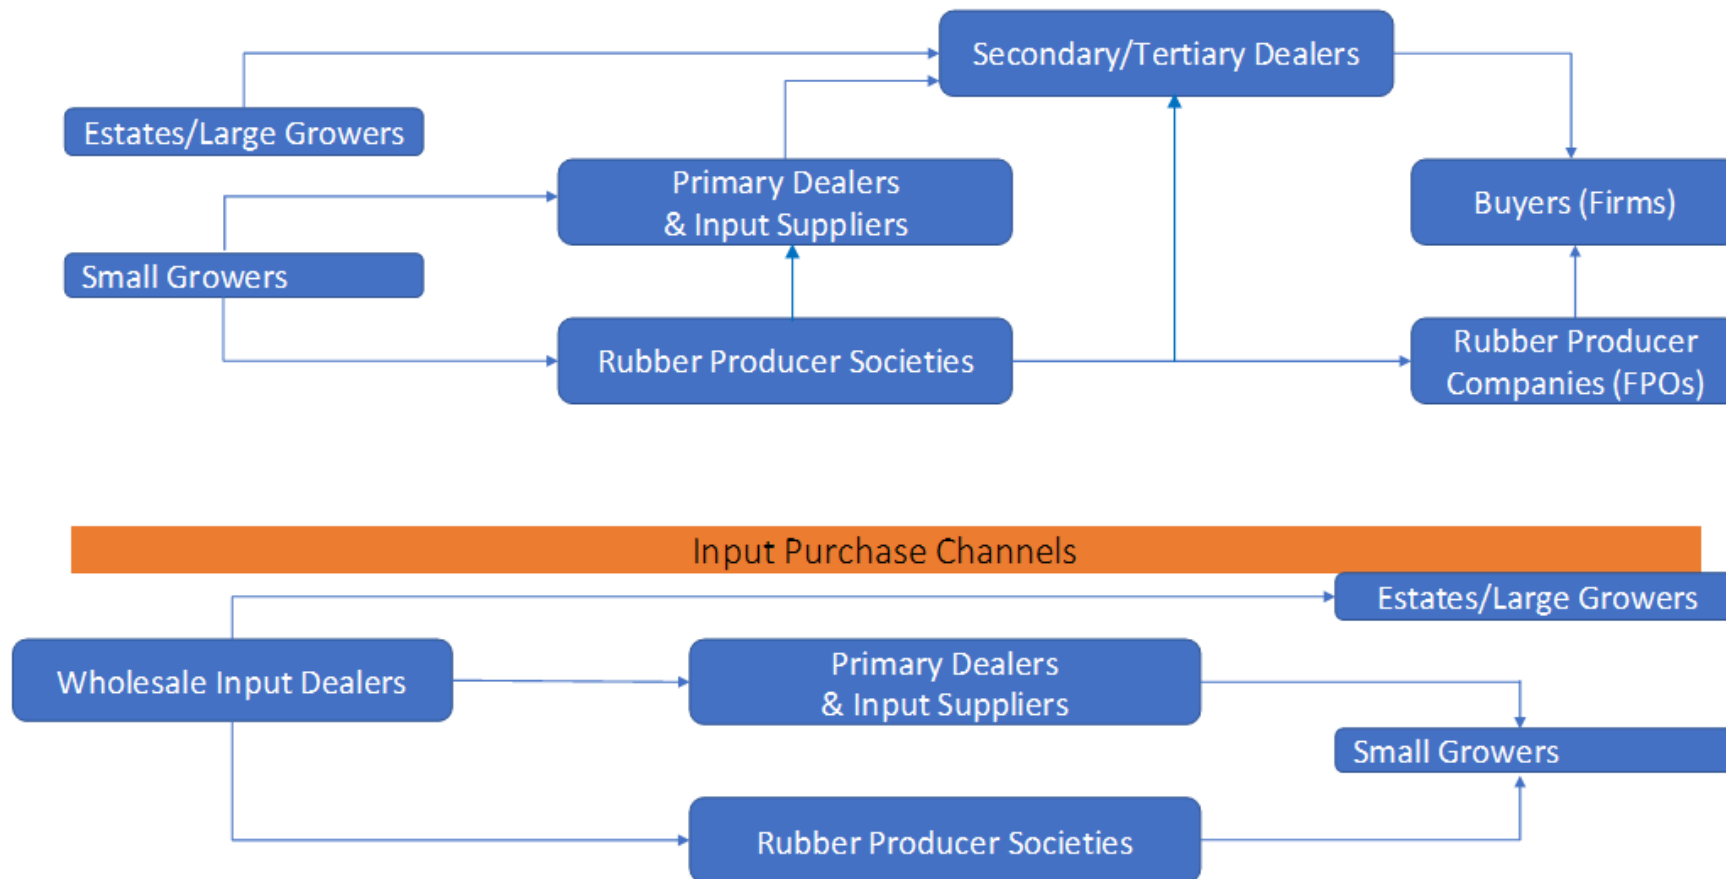 Secondary/Tertiary Dealers
Estates/Large Growers
Primary Dealers
& Input Suppliers
Buyers (Firms)
Small Growers
Rubber Producer Societies
Rubber Producer
Companies (FPOs)
Input Purchase Channels
Estates/Large Growers
Wholesale Input Dealers
Primary Dealers
& Input Suppliers
Small Growers
Rubber Producer Societies